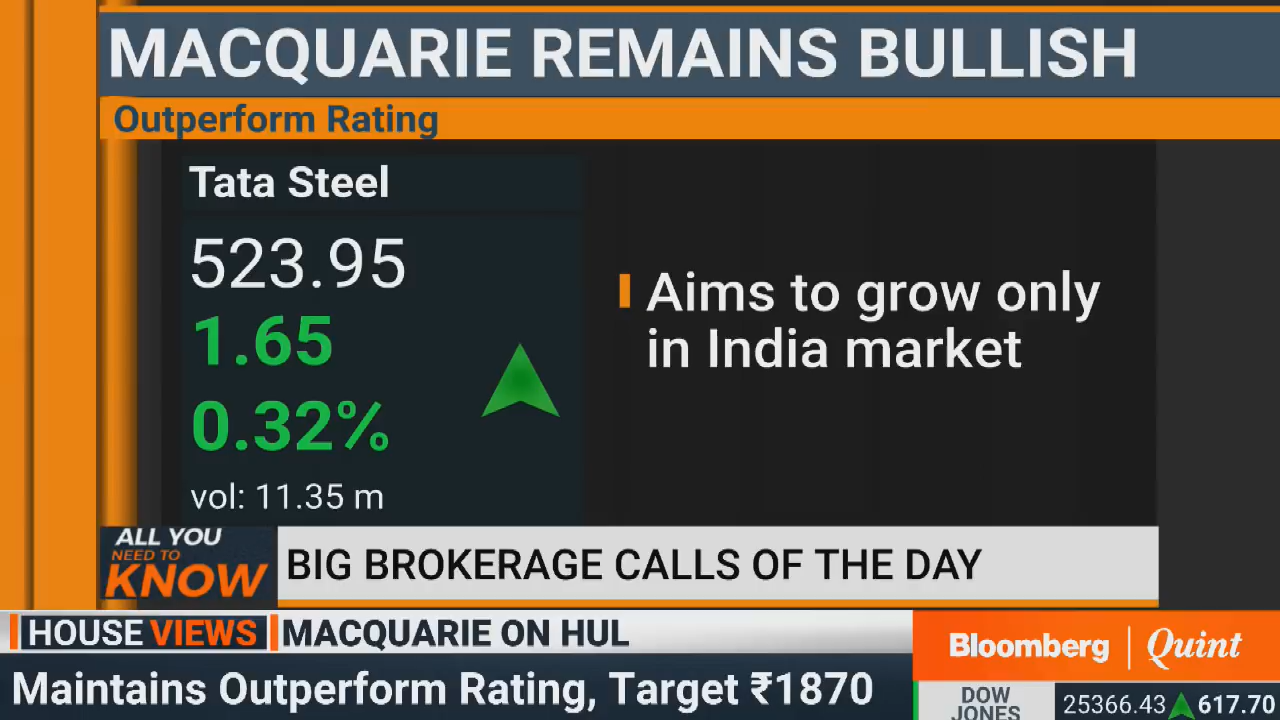 MACQUARIE REMAINS BULLISH
Outperform Rating
Tata Steel
523.95
1.65
0.32%
vol: 11.35 m
Aims to grow only
in India market
ALL YOU
NEED TO
KNOW
BIG BROKERAGE CALLS OF THE DAY
HOUSE VIEWS MACQUARIE ON HUL
Maintains Outperform Rating, Target ₹1870
Bloomberg | Quint
DOW
JONES
25366.43 617.70